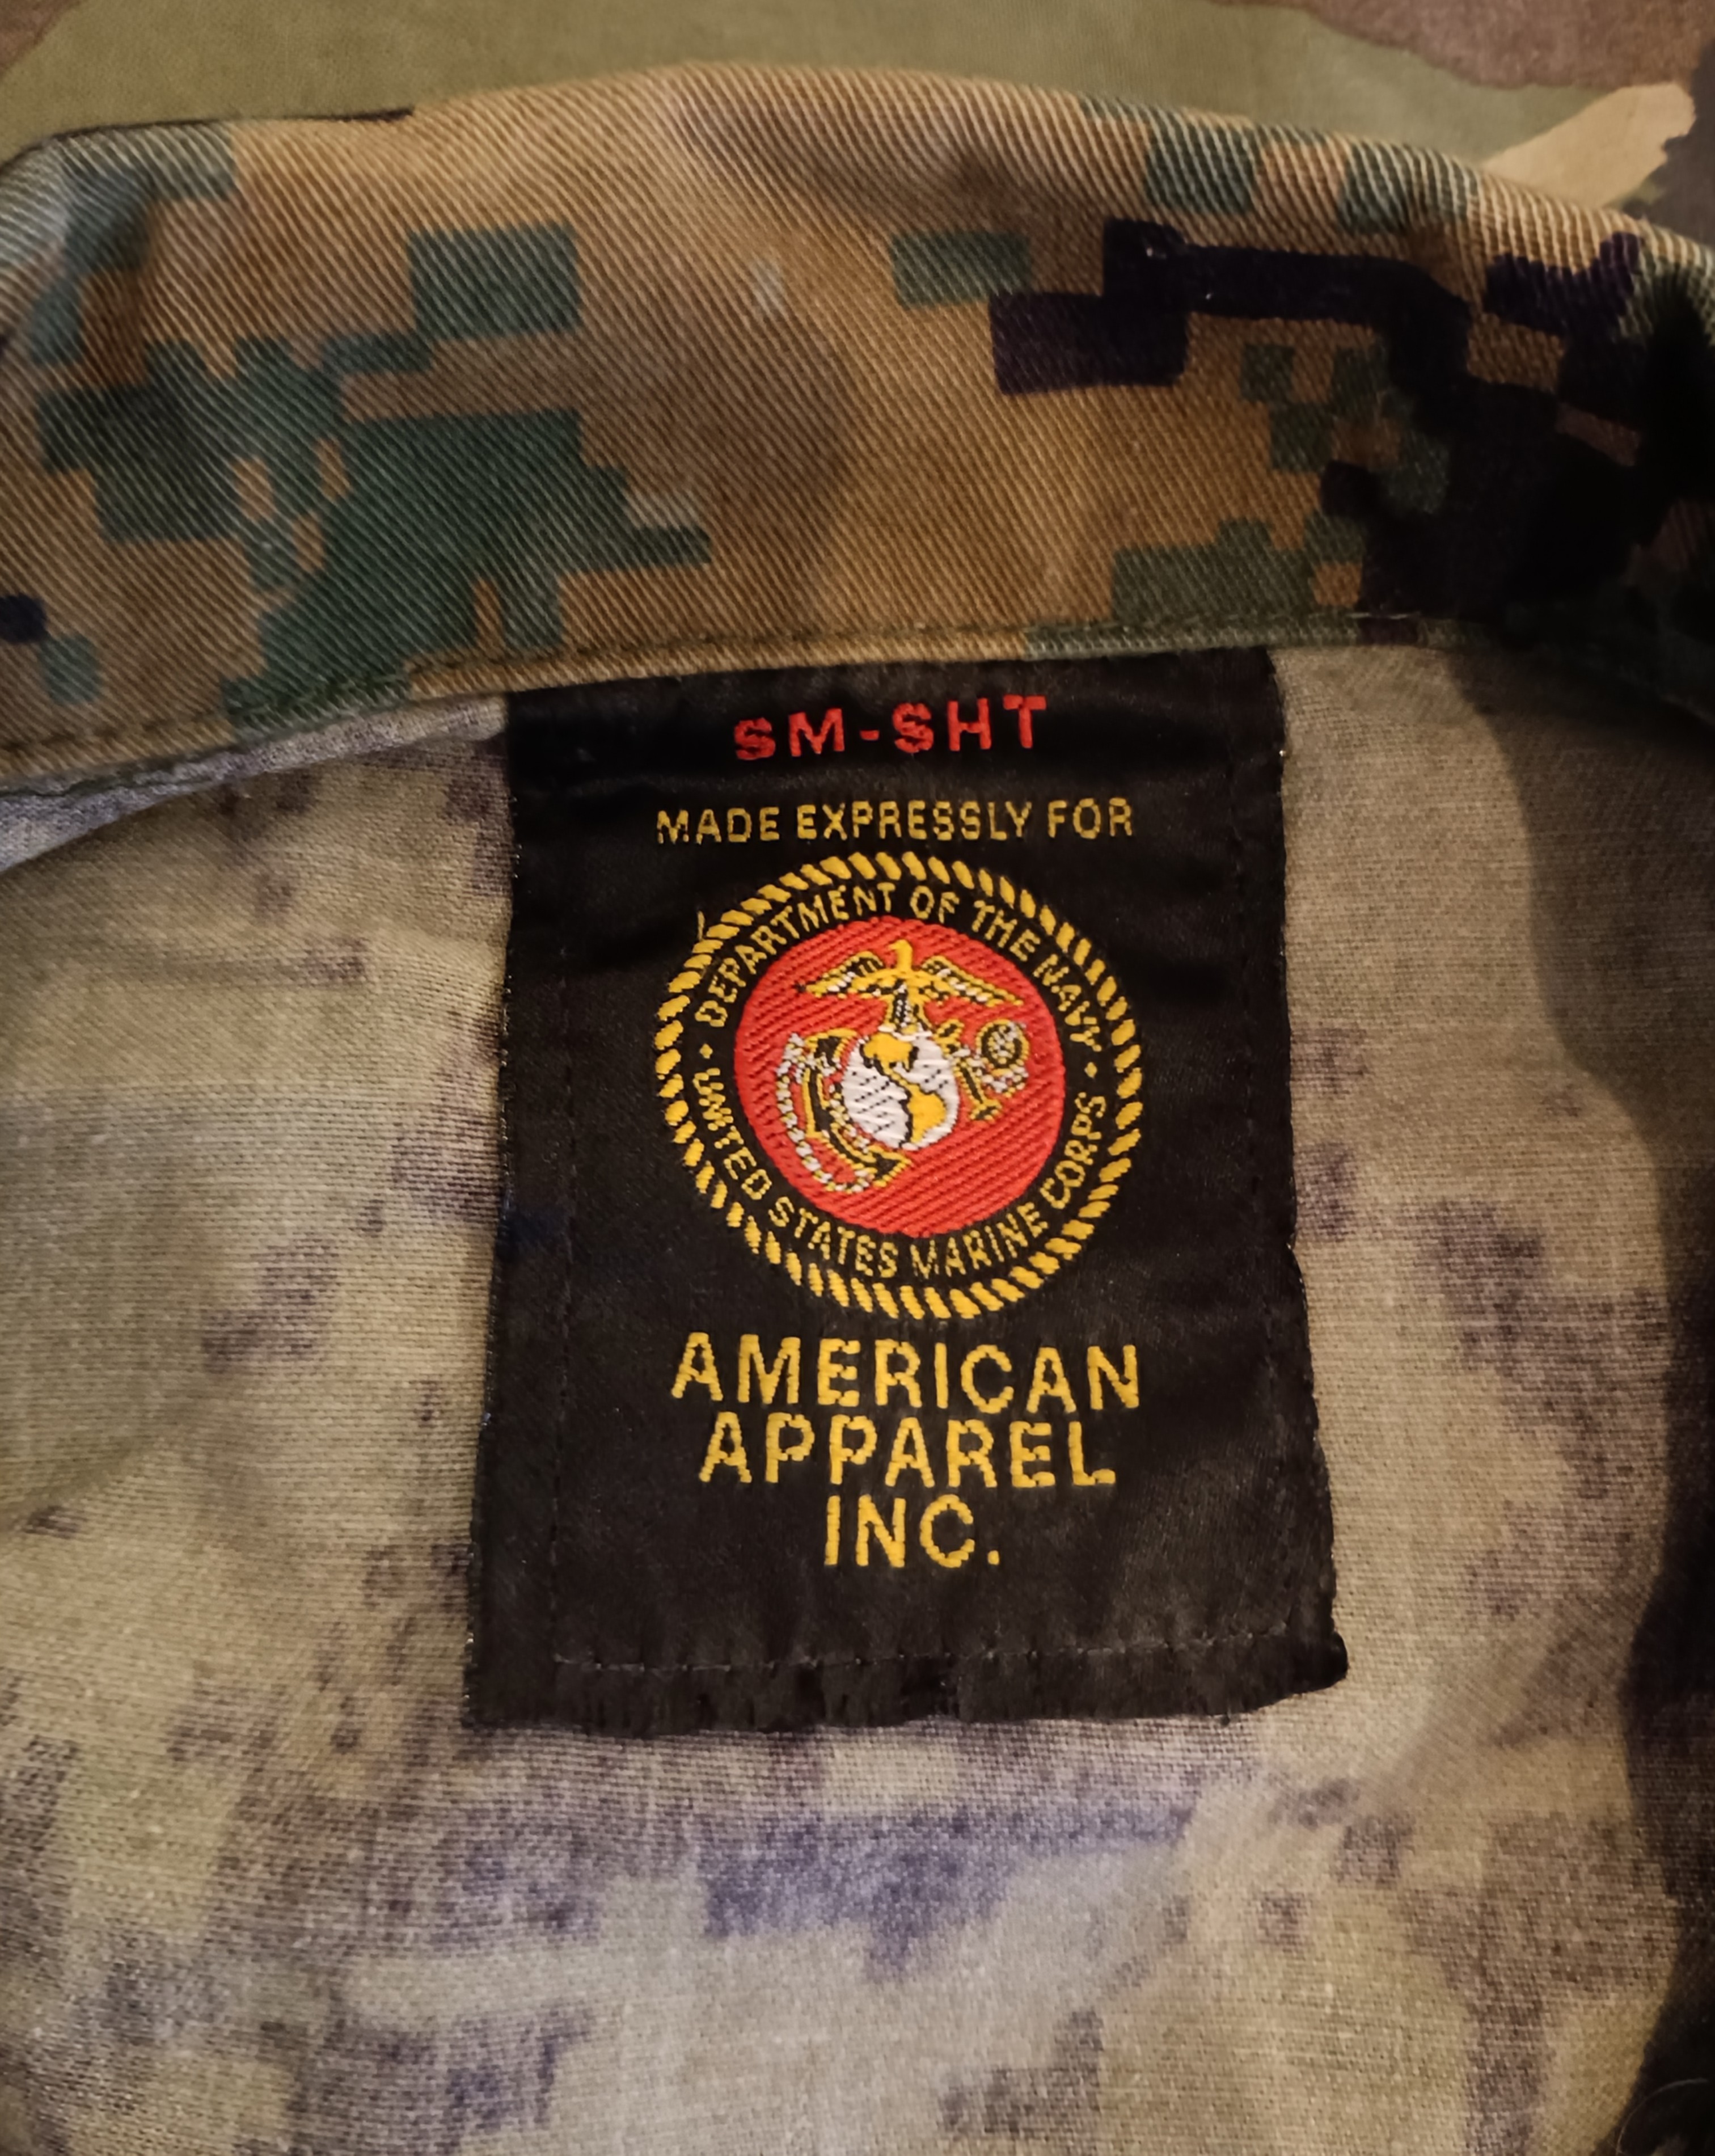 SM-SHT
MADE EXPRESSLY FOR
• DEPARTMENT OF THE NAVY •
UNITED STATES MARINE CORPS
AMERICAN
APPAREL
INC.